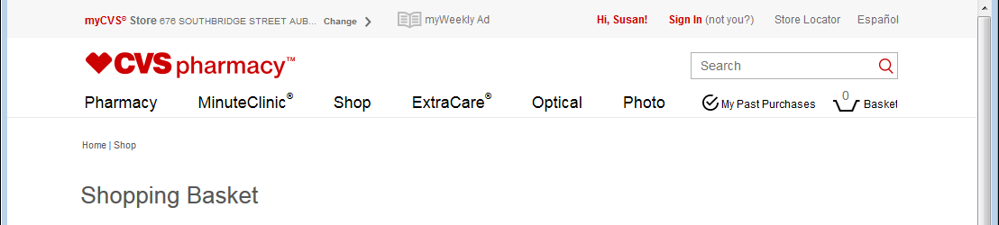 myCVS® Store 676 SOUTHBRIDGE STREET AUB... Change > myWeekly Ad Hi, Susan! Sign In (not you?) Store Locator Español
CVS pharmacy™
Search
Pharmacy MinuteClinic® Shop ExtraCare® Optical Photo My Past Purchases 0 Basket
Home | Shop
Shopping Basket